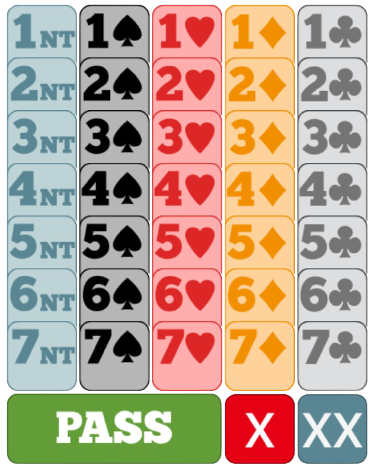 1NT 1♠ 1♥ 1♦ 1♣
2NT 2♠ 2♥ 2♦ 2♣
3NT 3♠ 3♥ 3♦ 3♣
4NT 4♠ 4♥ 4♦ 4♣
5NT 5♠ 5♥ 5♦ 5♣
6NT 6♠ 6♥ 6♦ 6♣
7NT 7♠ 7♥ 7♦ 7♣
PASS X XX